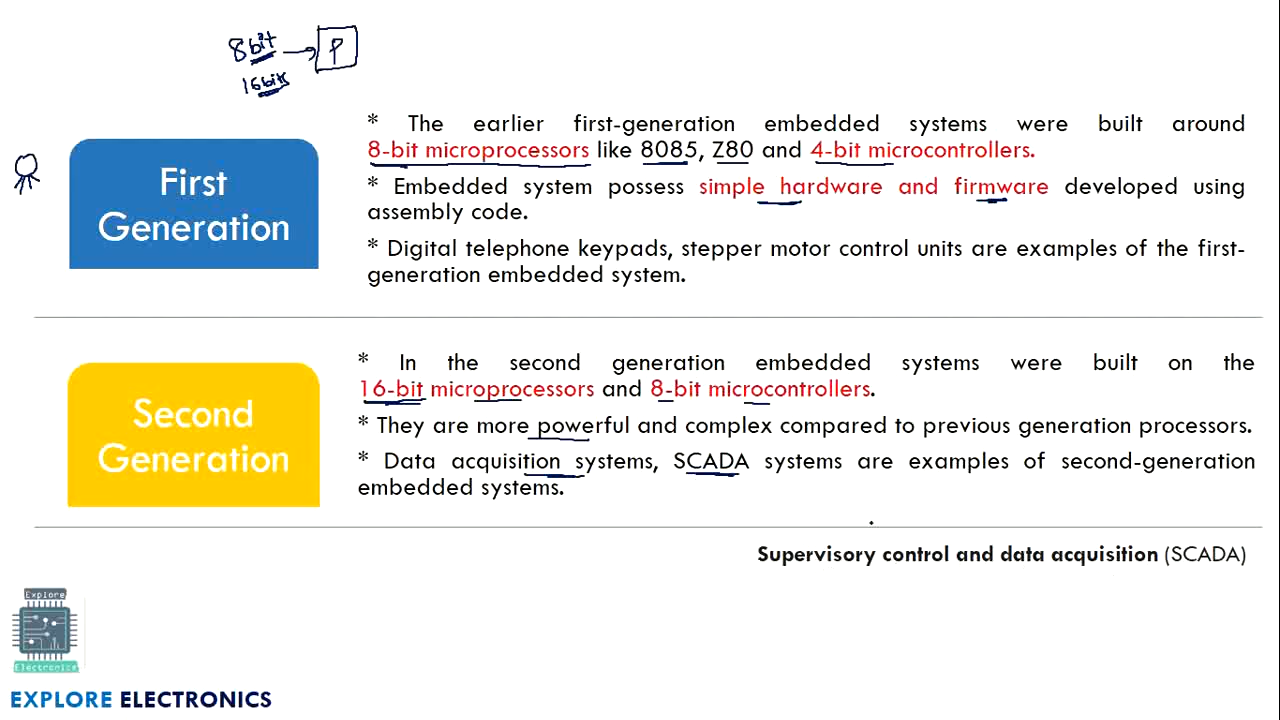 8bit → P
16bits
First
Generation
* The earlier first-generation embedded systems were built around
8-bit microprocessors like 8085, Z80 and 4-bit microcontrollers.
* Embedded system possess simple hardware and firmware developed using
assembly code.
* Digital telephone keypads, stepper motor control units are examples of the first-
generation embedded system.
Second
Generation
* In the second generation embedded systems were built on the
16-bit microprocessors and 8-bit microcontrollers.
* They are more powerful and complex compared to previous generation processors.
* Data acquisition systems, SCADA systems are examples of second-generation
embedded systems.
Supervisory control and data acquisition (SCADA)
Explore
Electronics
EXPLORE ELECTRONICS